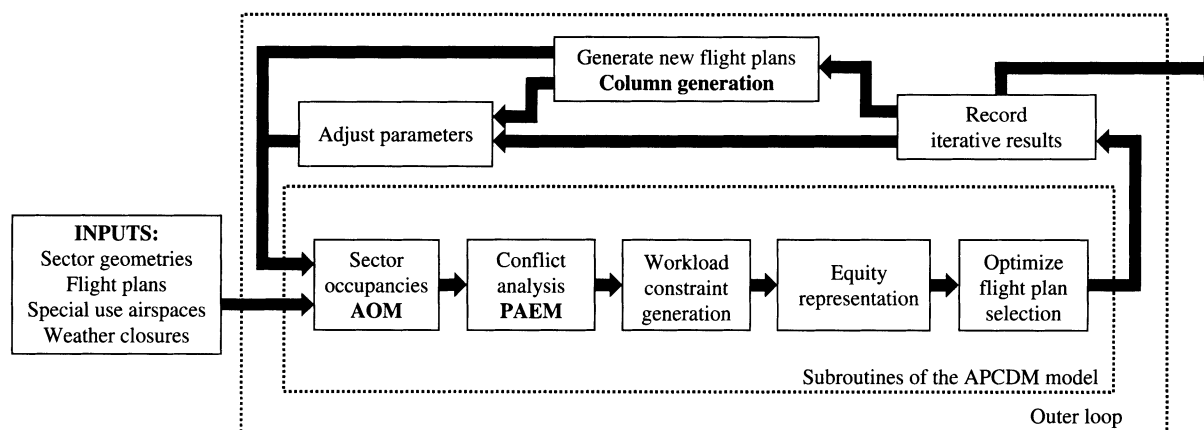 Generate new flight plans
Column generation
Adjust parameters
Record
iterative results
INPUTS:
Sector geometries
Flight plans
Special use airspaces
Weather closures
Sector
occupancies
AOM
Conflict
analysis
PAEM
Workload
constraint
generation
Equity
representation
Optimize
flight plan
selection
Subroutines of the APCDM model
Outer loop